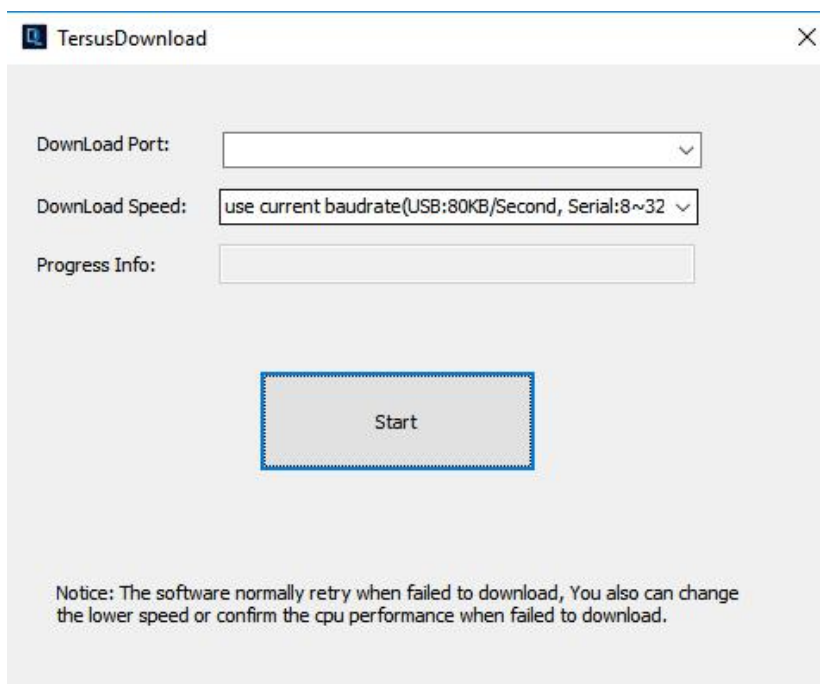 TersusDownload
DownLoad Port:
DownLoad Speed: use current baudrate(USB:80KB/Second, Serial:8~32
Progress Info:
Start
Notice: The software normally retry when failed to download, You also can change
the lower speed or confirm the cpu performance when failed to download.